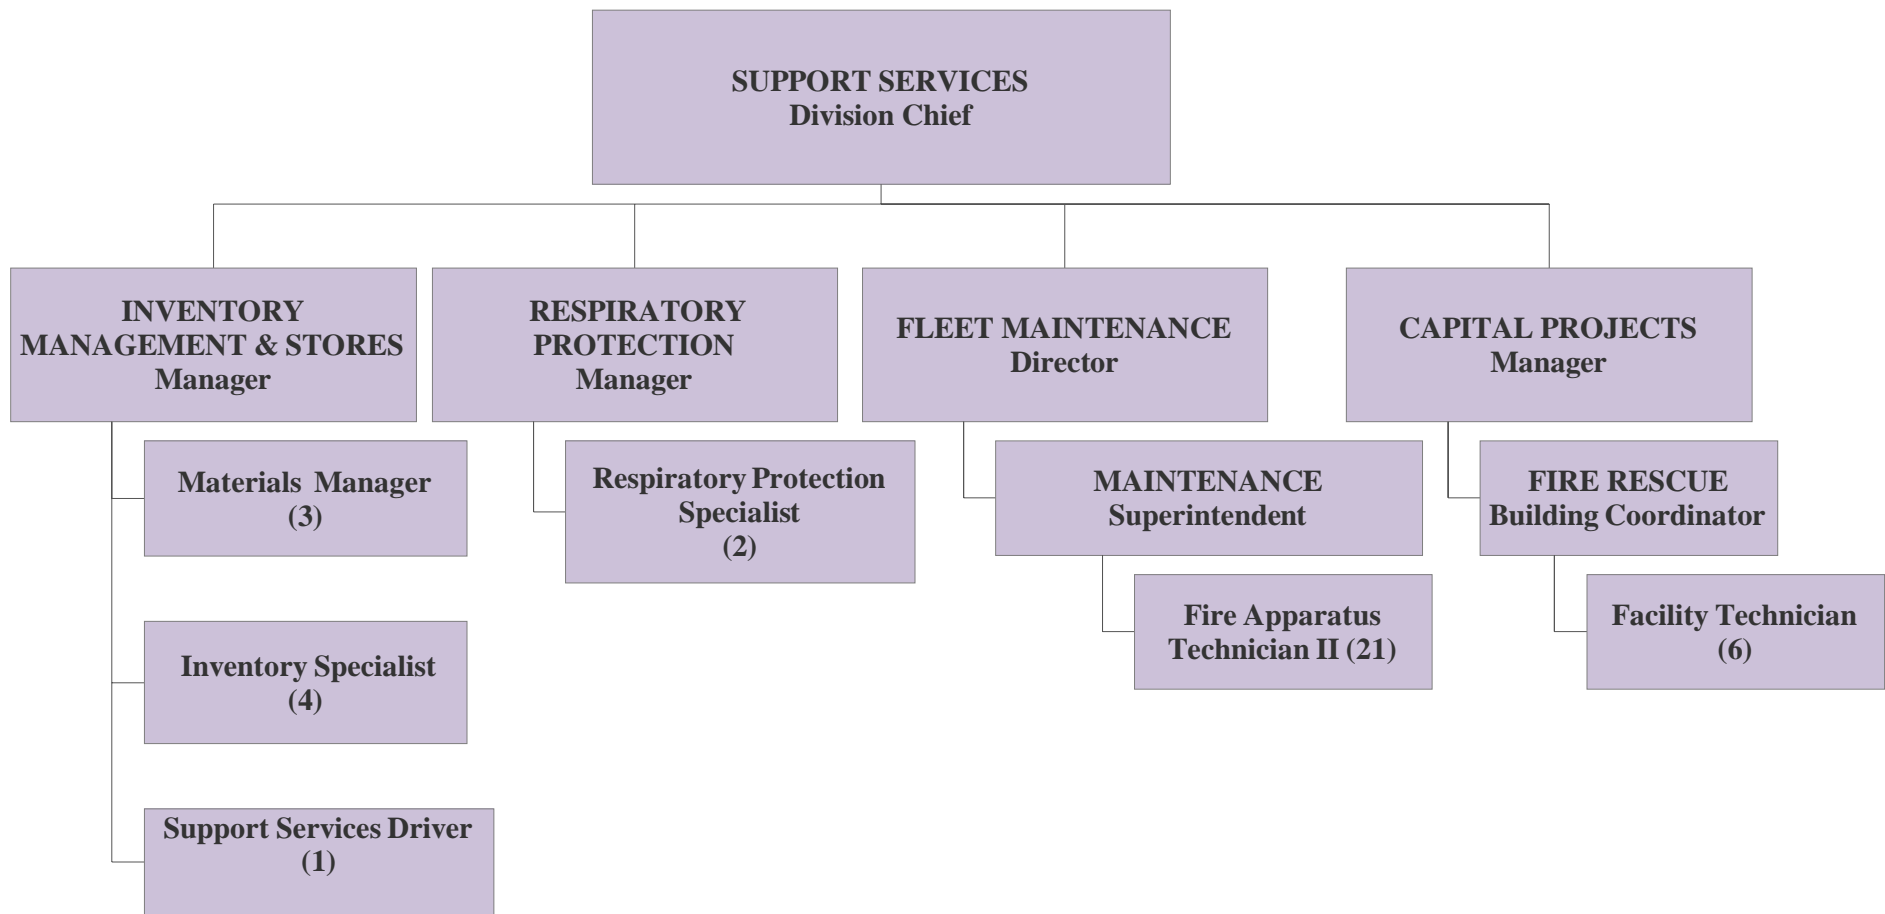 SUPPORT SERVICES
Division Chief
INVENTORY
MANAGEMENT & STORES
Manager
RESPIRATORY
PROTECTION
Manager
FLEET MAINTENANCE
Director
CAPITAL PROJECTS
Manager
Materials Manager
(3)
Respiratory Protection
Specialist
(2)
MAINTENANCE
Superintendent
FIRE RESCUE
Building Coordinator
Fire Apparatus
Technician II (21)
Facility Technician
(6)
Inventory Specialist
(4)
Support Services Driver
(1)